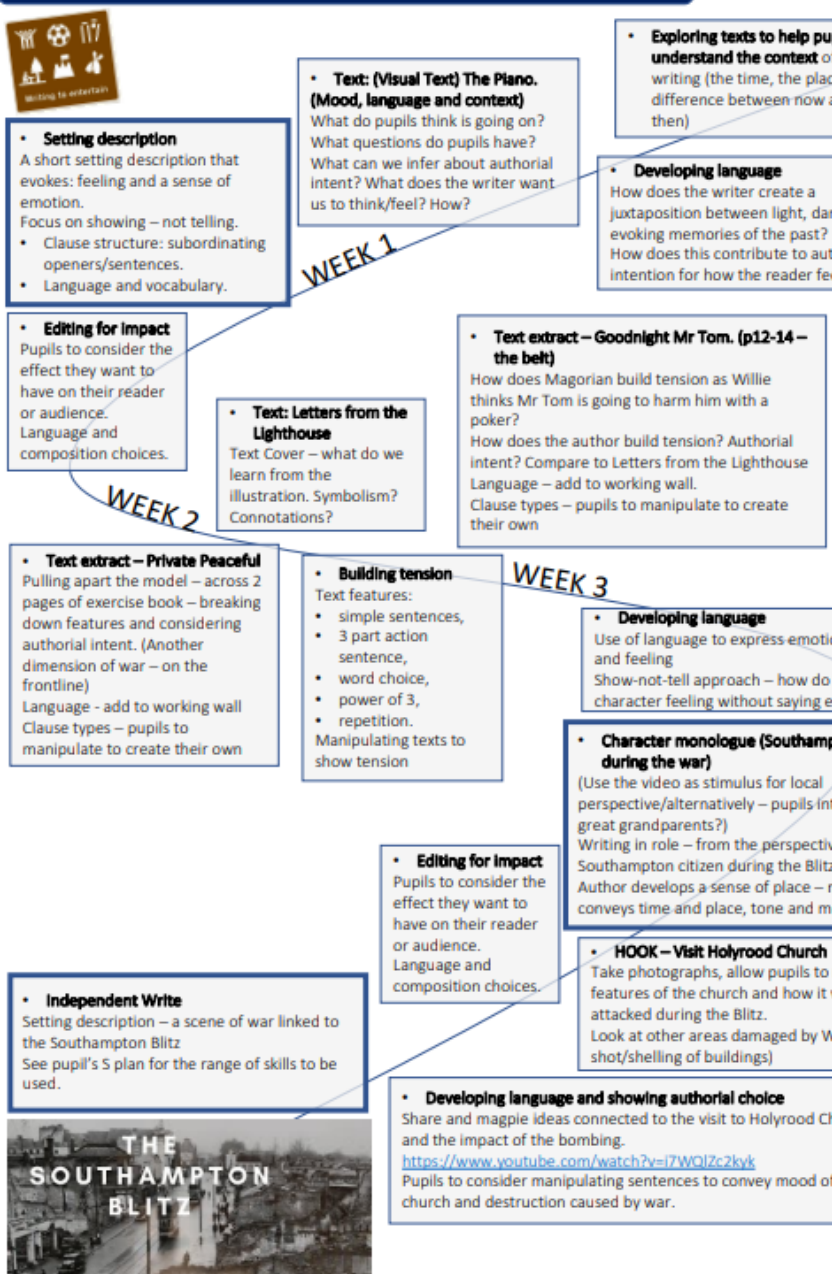 Writing to entertain
• Setting description
A short setting description that
evokes: feeling and a sense of
emotion.
Focus on showing – not telling.
• Clause structure: subordinating
openers/sentences.
• Language and vocabulary.
• Text: (Visual Text) The Piano.
(Mood, language and context)
What do pupils think is going on?
What questions do pupils have?
What can we infer about authorial
intent? What does the writer want
us to think/feel? How?
• Exploring texts to help
understand the context
writing (the time, the
difference between now
then)
• Developing language
How does the writer create a
juxtaposition between light,
evoking memories of the past?
How does this contribute to
intention for how the reader
WEEK 1
• Editing for impact
Pupils to consider the
effect they want to
have on their reader
or audience.
Language and
composition choices.
• Text: Letters from the
Lighthouse
Text Cover – what do we
learn from the
illustration. Symbolism?
Connotations?
• Text extract – Goodnight Mr Tom. (p12-14 –
the belt)
How does Magorian build tension as Willie
thinks Mr Tom is going to harm him with a
poker?
How does the author build tension? Authorial
intent? Compare to Letters from the Lighthouse
Language – add to working wall.
Clause types – pupils to manipulate to create
their own
WEEK 2
• Text extract – Private Peaceful
Pulling apart the model – across 2
pages of exercise book – breaking
down features and considering
authorial intent. (Another
dimension of war – on the
frontline)
Language - add to working wall
Clause types – pupils to
manipulate to create their own
• Building tension
Text features:
• simple sentences,
• 3 part action
sentence,
• word choice,
• power of 3,
• repetition.
Manipulating texts to
show tension
WEEK 3
• Developing language
Use of language to express
and feeling
Show-not-tell approach – how do
character feeling without saying
• Character monologue
during the war)
(Use the video as stimulus for local
perspective/alternatively – pupils
great grandparents?)
Writing in role – from the
Southampton citizen during the Blitz
Author develops a sense of place –
conveys time and place, tone and
• Editing for impact
Pupils to consider the
effect they want to
have on their reader
or audience.
Language and
composition choices.
• HOOK – Visit Holyrood Church
Take photographs, allow pupils to
features of the church and how it
attacked during the Blitz.
Look at other areas damaged by
shot/shelling of buildings)
• Independent Write
Setting description – a scene of war linked to
the Southampton Blitz
See pupil's S plan for the range of skills to be
used.
• Developing language and showing authorial choice
Share and magpie ideas connected to the visit to Holyrood
and the impact of the bombing.
https://www.youtube.com/watch?v=i7WQlZc2kyk
Pupils to consider manipulating sentences to convey mood of
church and destruction caused by war.
THE
SOUTHAMPTON
BLITZ